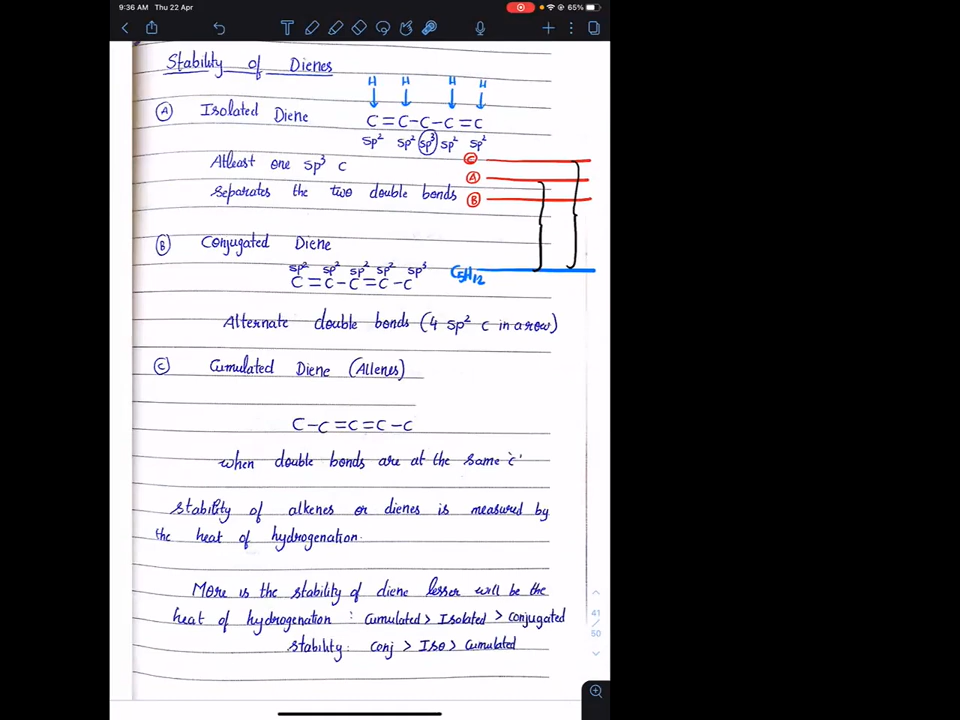 9:36 AM Thu 22 Apr
65%
Stability of Dienes
H H H H
(A) Isolated Diene C=C-C-C=C
sp² sp² sp³ sp² sp²
Atleast one sp³ c
separates the two double bonds
(C)
(A)
(B)
(B) Conjugated Diene
sp² sp² sp² sp² sp³
C=C-C=C-C
C5H12
Alternate double bonds (4 sp² c in a row)
(C) Cumulated Diene (Allenes)
C-C=C=C-C
when double bonds are at the same 'c'
stability of alkenes or dienes is measured by
the heat of hydrogenation.
More is the stability of diene lesser will be the
heat of hydrogenation : Cumulated > Isolated > conjugated
stability: conj > Iso > Cumulated
41
/
50